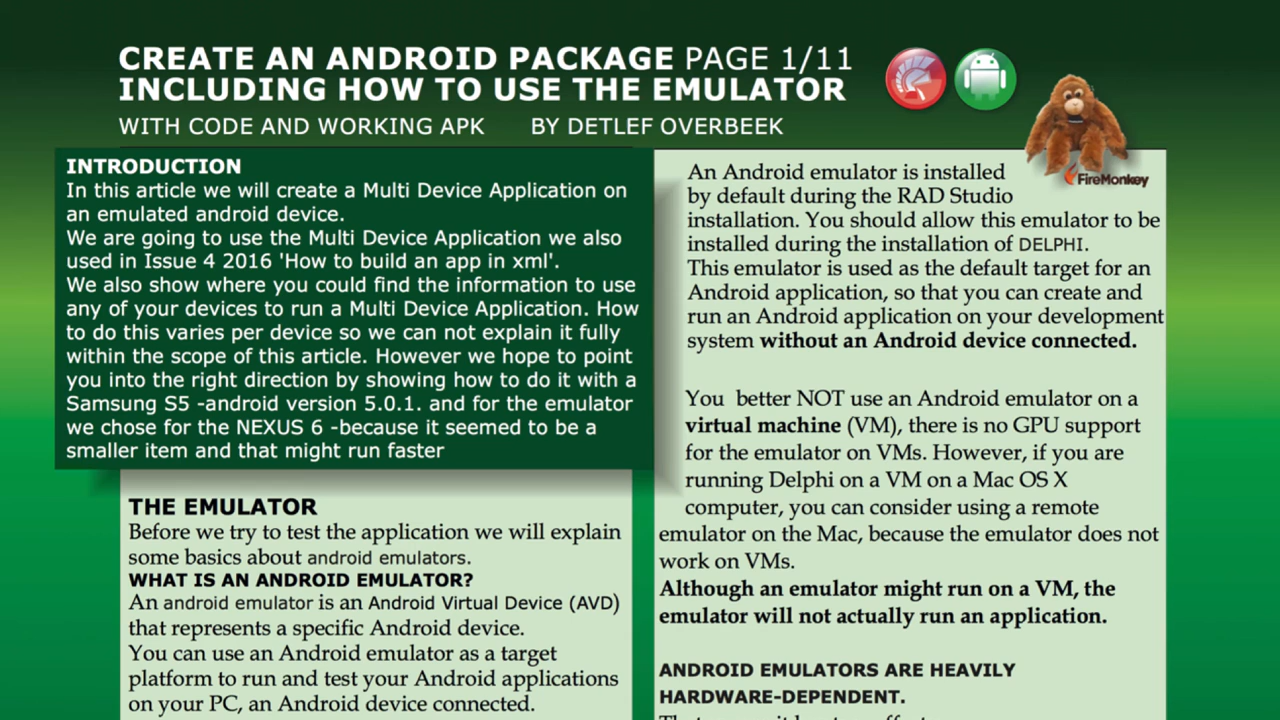 CREATE AN ANDROID PACKAGE PAGE 1/11
INCLUDING HOW TO USE THE EMULATOR
WITH CODE AND WORKING APK BY DETLEF OVERBEEK
FireMonkey
INTRODUCTION
In this article we will create a Multi Device Application on
an emulated android device.
We are going to use the Multi Device Application we also
used in Issue 4 2016 'How to build an app in xml'.
We also show where you could find the information to use
any of your devices to run a Multi Device Application. How
to do this varies per device so we can not explain it fully
within the scope of this article. However we hope to point
you into the right direction by showing how to do it with a
Samsung S5 -android version 5.0.1. and for the emulator
we chose for the NEXUS 6 -because it seemed to be a
smaller item and that might run faster
THE EMULATOR
Before we try to test the application we will explain
some basics about android emulators.
WHAT IS AN ANDROID EMULATOR?
An android emulator is an Android Virtual Device (AVD)
that represents a specific Android device.
You can use an Android emulator as a target
platform to run and test your Android applications
on your PC, an Android device connected.
An Android emulator is installed
by default during the RAD Studio
installation. You should allow this emulator to be
installed during the installation of DELPHI.
This emulator is used as the default target for an
Android application, so that you can create and
run an Android application on your development
system without an Android device connected.
You better NOT use an Android emulator on a
virtual machine (VM), there is no GPU support
for the emulator on VMs. However, if you are
running Delphi on a VM on a Mac OS X
computer, you can consider using a remote
emulator on the Mac, because the emulator does not
work on VMs.
Although an emulator might run on a VM, the
emulator will not actually run an application.
ANDROID EMULATORS ARE HEAVILY
HARDWARE-DEPENDENT.